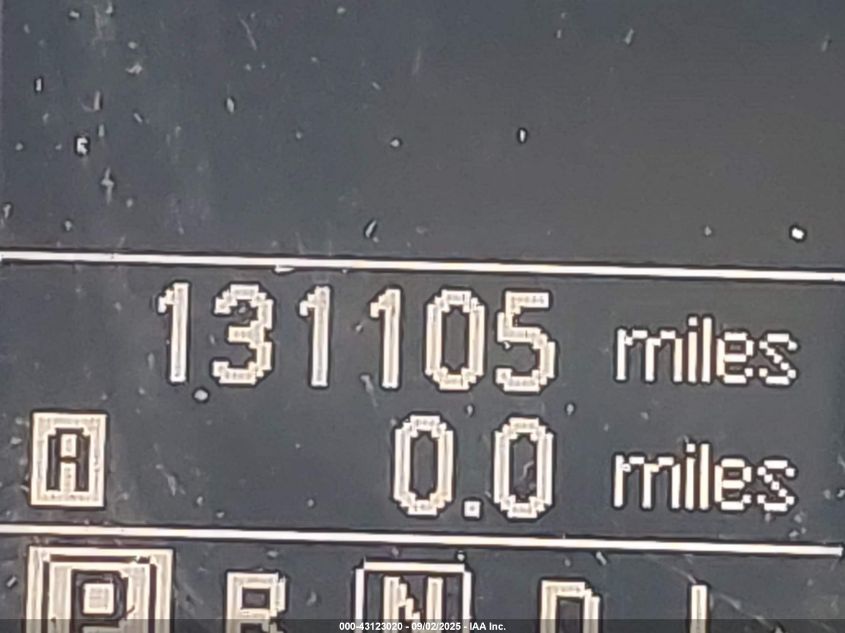 131105 miles
A 0.0 miles
P R N D L
000-43123020 - 09/02/2025 - IAA Inc.